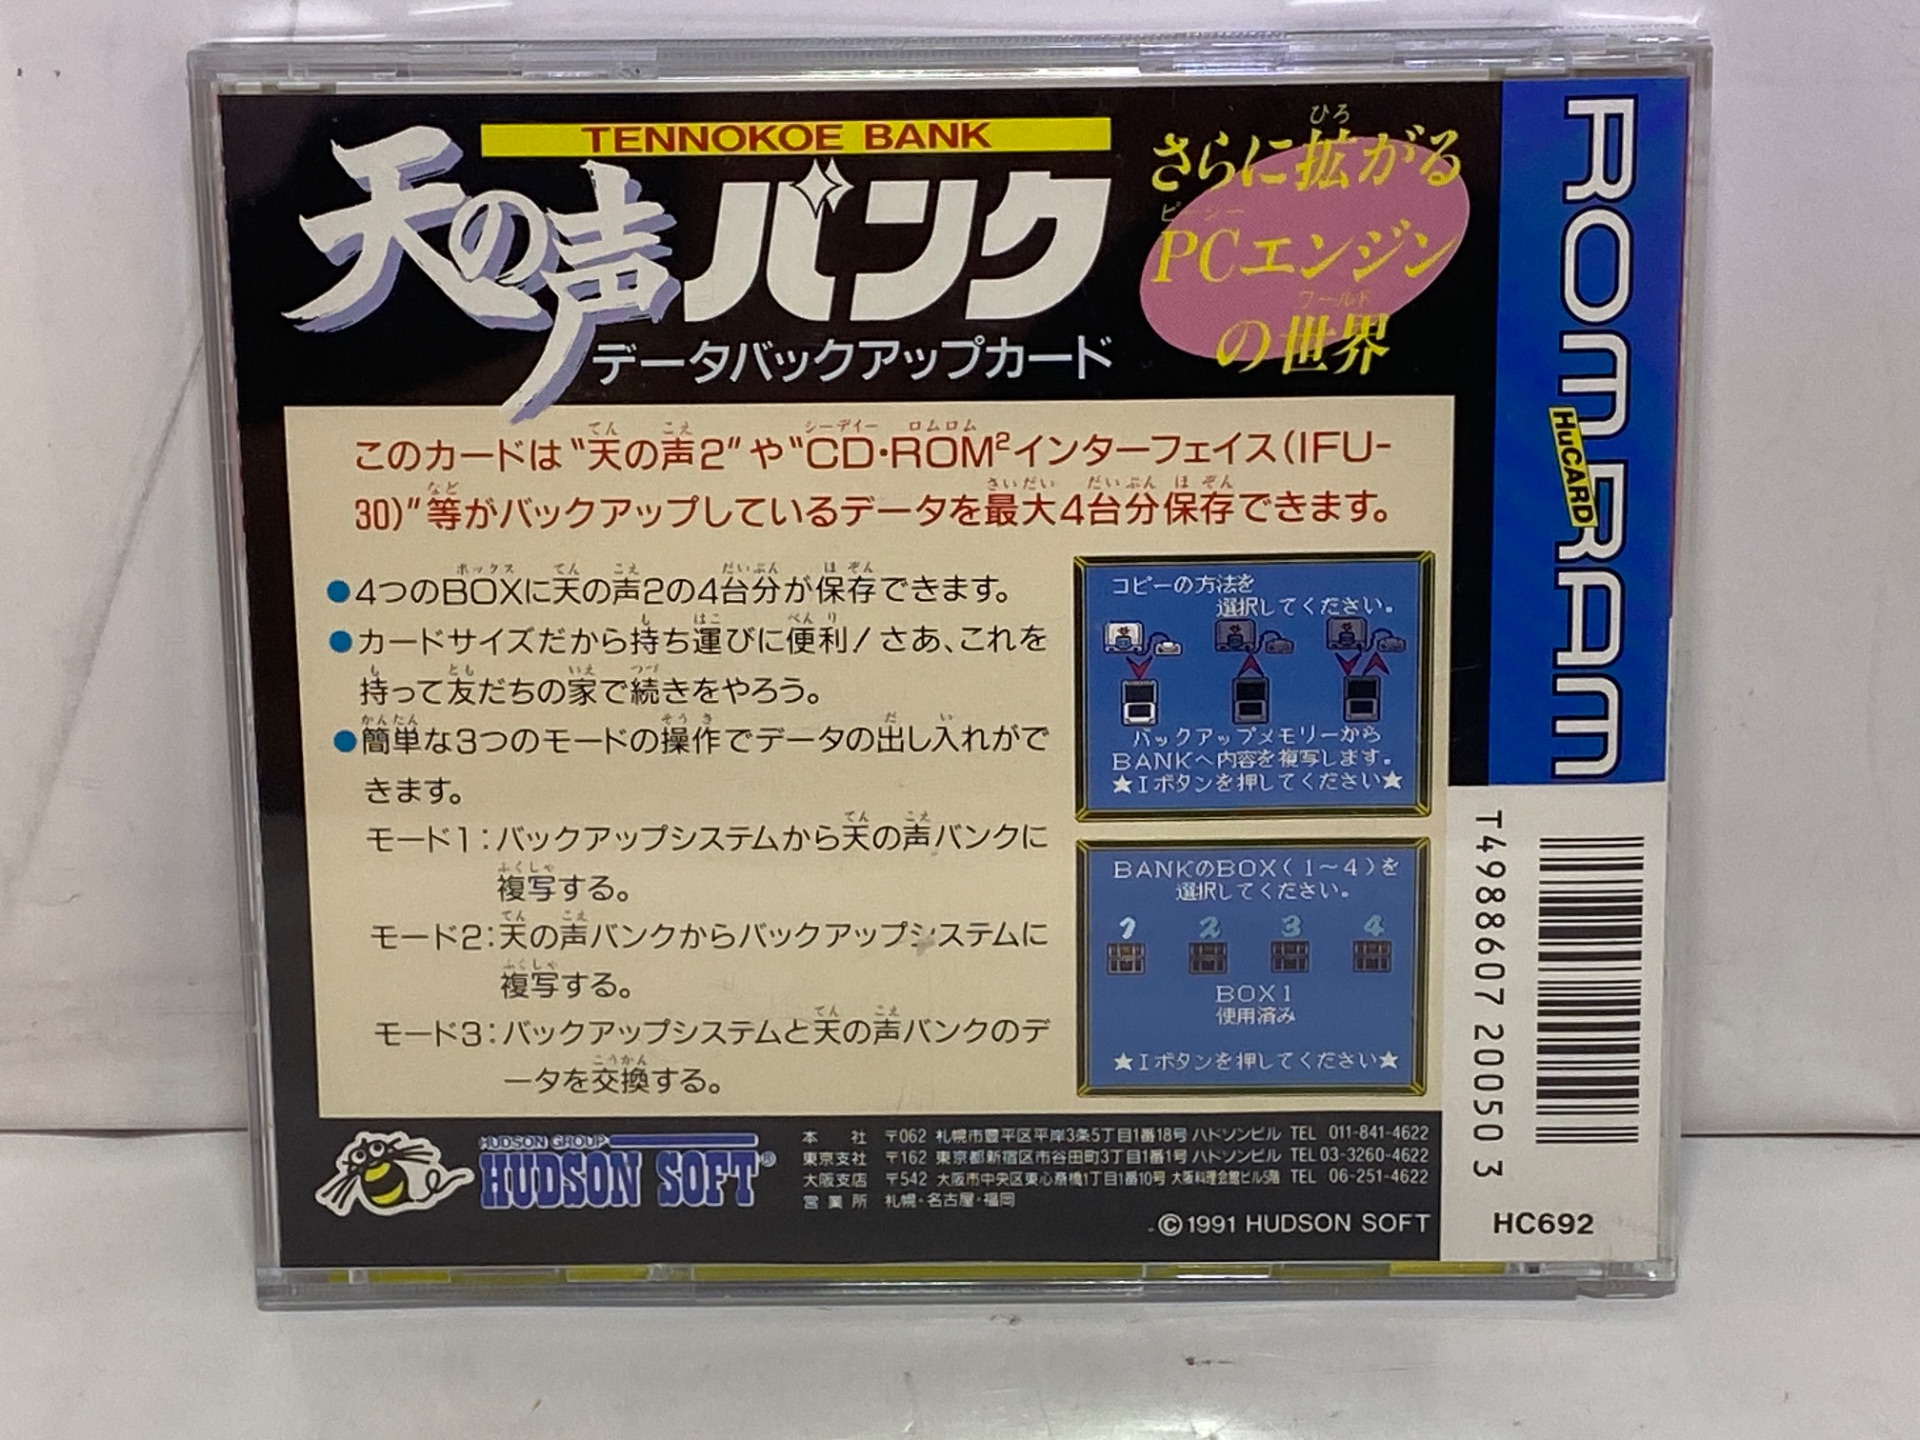 TENNOKOE BANK
天の声バンク
データバックアップカード
さらに拡がる
PCエンジン
の世界
ROM RAM
HuCARD
このカードは“天の声2”や“CD・ROM²インターフェイス(IFU-
30)”等がバックアップしているデータを最大4台分保存できます。
●4つのBOXに天の声2の4台分が保存できます。
●カードサイズだから持ち運びに便利!さあ、これを
持って友だちの家で続きをやろう。
●簡単な3つのモードの操作でデータの出し入れがで
きます。
モード1:バックアップシステムから天の声バンクに
複写する。
モード2:天の声バンクからバックアップシステムに
複写する。
モード3:バックアップシステムと天の声バンクのデ
ータを交換する。
コピーの方法を
選択してください。
バックアップメモリーから
BANKへ内容を複写します。
★Iボタンを押してください★
BANKのBOX(1〜4)を
選択してください。
1 2 3 4
BOX1
使用済み
★Iボタンを押してください★
HUDSON GROUP
HUDSON SOFT®
本 社 〒062 札幌市豊平区平岸3条5丁目1番18号 ハドソンビル TEL 011-841-4622
東京支社 〒162 東京都新宿区市谷田町3丁目1番1号 ハドソンビル TEL 03-3260-4622
大阪支店 〒542 大阪市中央区東心斎橋1丁目1番10号 大阪料理会館ビル5階 TEL 06-251-4622
営業所 札幌・名古屋・福岡
©1991 HUDSON SOFT
T4988607 20050 3
HC692